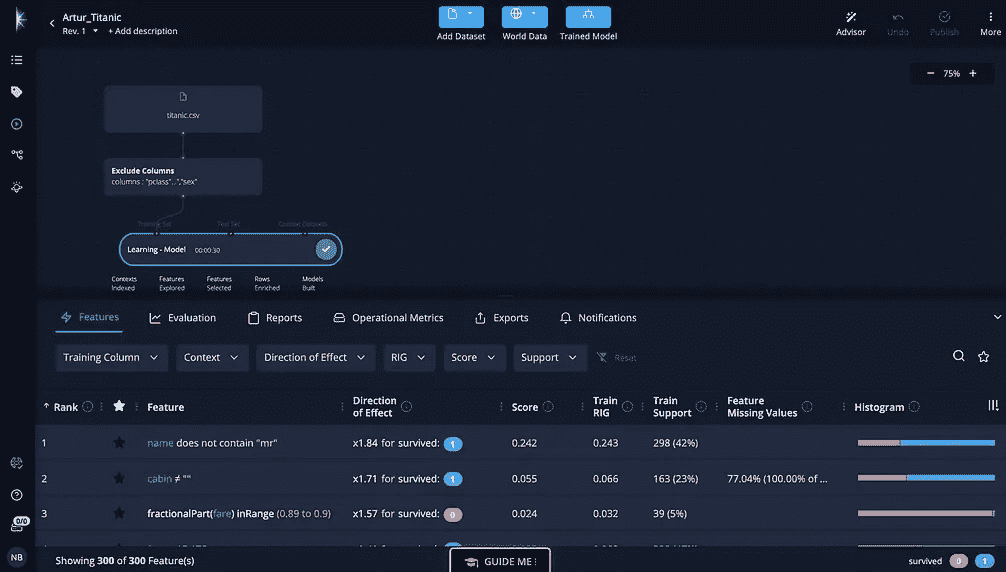 Artur_Titanic
Rev. 1 + Add description
Add Dataset World Data Trained Model
Advisor Undo Publish More
75%
titanic.csv
Exclude Columns
columns : "pclass"...,"sex"
Training Set Test Set Context Datasets
Learning - Model 00:00:30
Contexts Indexed
Features Explored
Features Selected
Rows Enriched
Models Built
Features Evaluation Reports Operational Metrics Exports Notifications
Training Column Context Direction of Effect RIG Score Support Reset
Rank Feature Direction of Effect Score Train RIG Train Support Feature Missing Values Histogram
1 name does not contain "mr" x1.84 for survived: 1 0.242 0.243 298 (42%)
2 cabin ≠ "" x1.71 for survived: 1 0.055 0.066 163 (23%) 77.04% (100.00% of ...
3 fractionalPart(fare) inRange (0.89 to 0.9) x1.57 for survived: 0 0.024 0.032 39 (5%)
0/0
NB
Showing 300 of 300 Feature(s)
GUIDE ME
survived 0 1